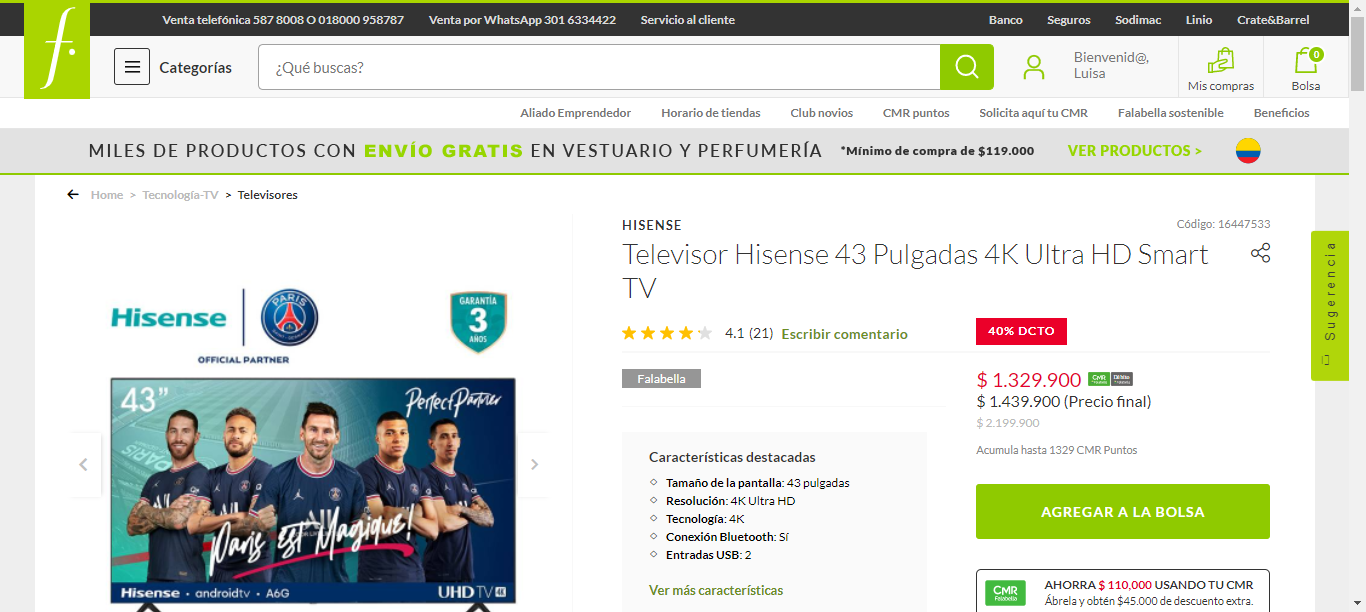 Venta telefónica 587 8008 O 018000 958787 Venta por WhatsApp 301 6334422 Servicio al cliente Banco Seguros Sodimac Linio Crate&Barrel
f.
Categorías ¿Qué buscas? Bienvenid@,
Luisa
Mis compras 0 Bolsa
Aliado Emprendedor Horario de tiendas Club novios CMR puntos Solicita aquí tu CMR Falabella sostenible Beneficios
MILES DE PRODUCTOS CON ENVÍO GRATIS EN VESTUARIO Y PERFUMERÍA *Mínimo de compra de $119.000 VER PRODUCTOS >
Home > Tecnología-TV > Televisores
Hisense
PARIS
OFFICIAL PARTNER
GARANTÍA
3
AÑOS
43”
Perfect Partner
PARIS
Paris est Magique!
Hisense · androidtv · A6G UHD TV 4K
HISENSE
Código: 16447533
Televisor Hisense 43 Pulgadas 4K Ultra HD Smart
TV
4.1 (21) Escribir comentario
Falabella
Características destacadas
Tamaño de la pantalla: 43 pulgadas
Resolución: 4K Ultra HD
Tecnología: 4K
Conexión Bluetooth: Sí
Entradas USB: 2
Ver más características
40% DCTO
$ 1.329.900 CMR
$ 1.439.900 (Precio final)
$ 2.199.900
Acumula hasta 1329 CMR Puntos
AGREGAR A LA BOLSA
CMR
Falabella
AHORRA $ 110,000 USANDO TU CMR
Ábrela y obtén $45.000 de descuento extra.
Sugerencia